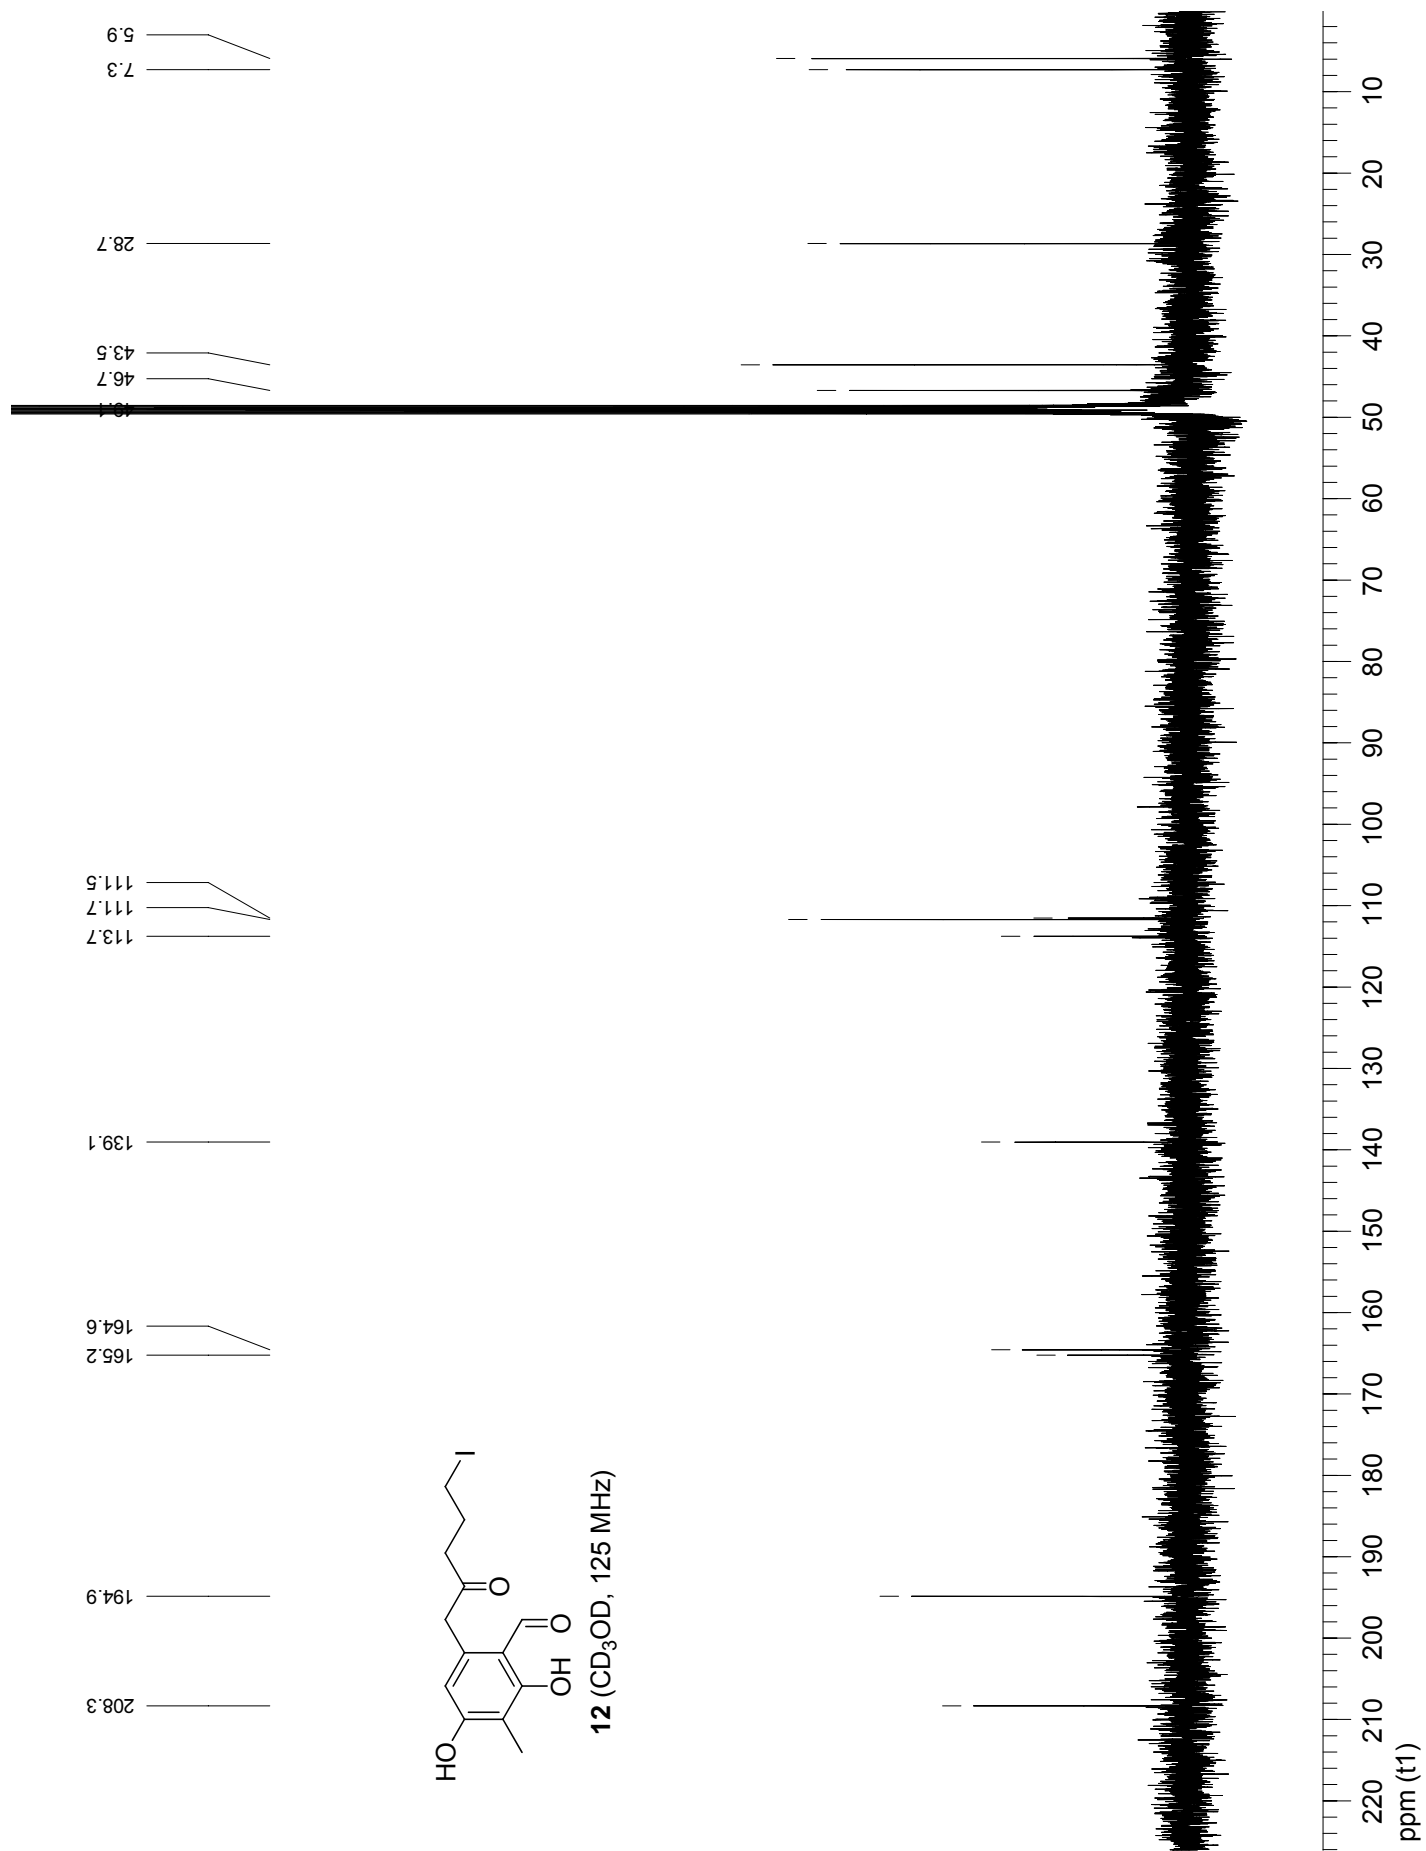 208.3
194.9
165.2
164.6
139.1
113.7
111.7
111.5
49.1
46.7
43.5
28.7
7.3
5.9
HO
OH
O
O
I
12 (CD₃OD, 125 MHz)
220 210 200 190 180 170 160 150 140 130 120 110 100 90 80 70 60 50 40 30 20 10
ppm (t1)